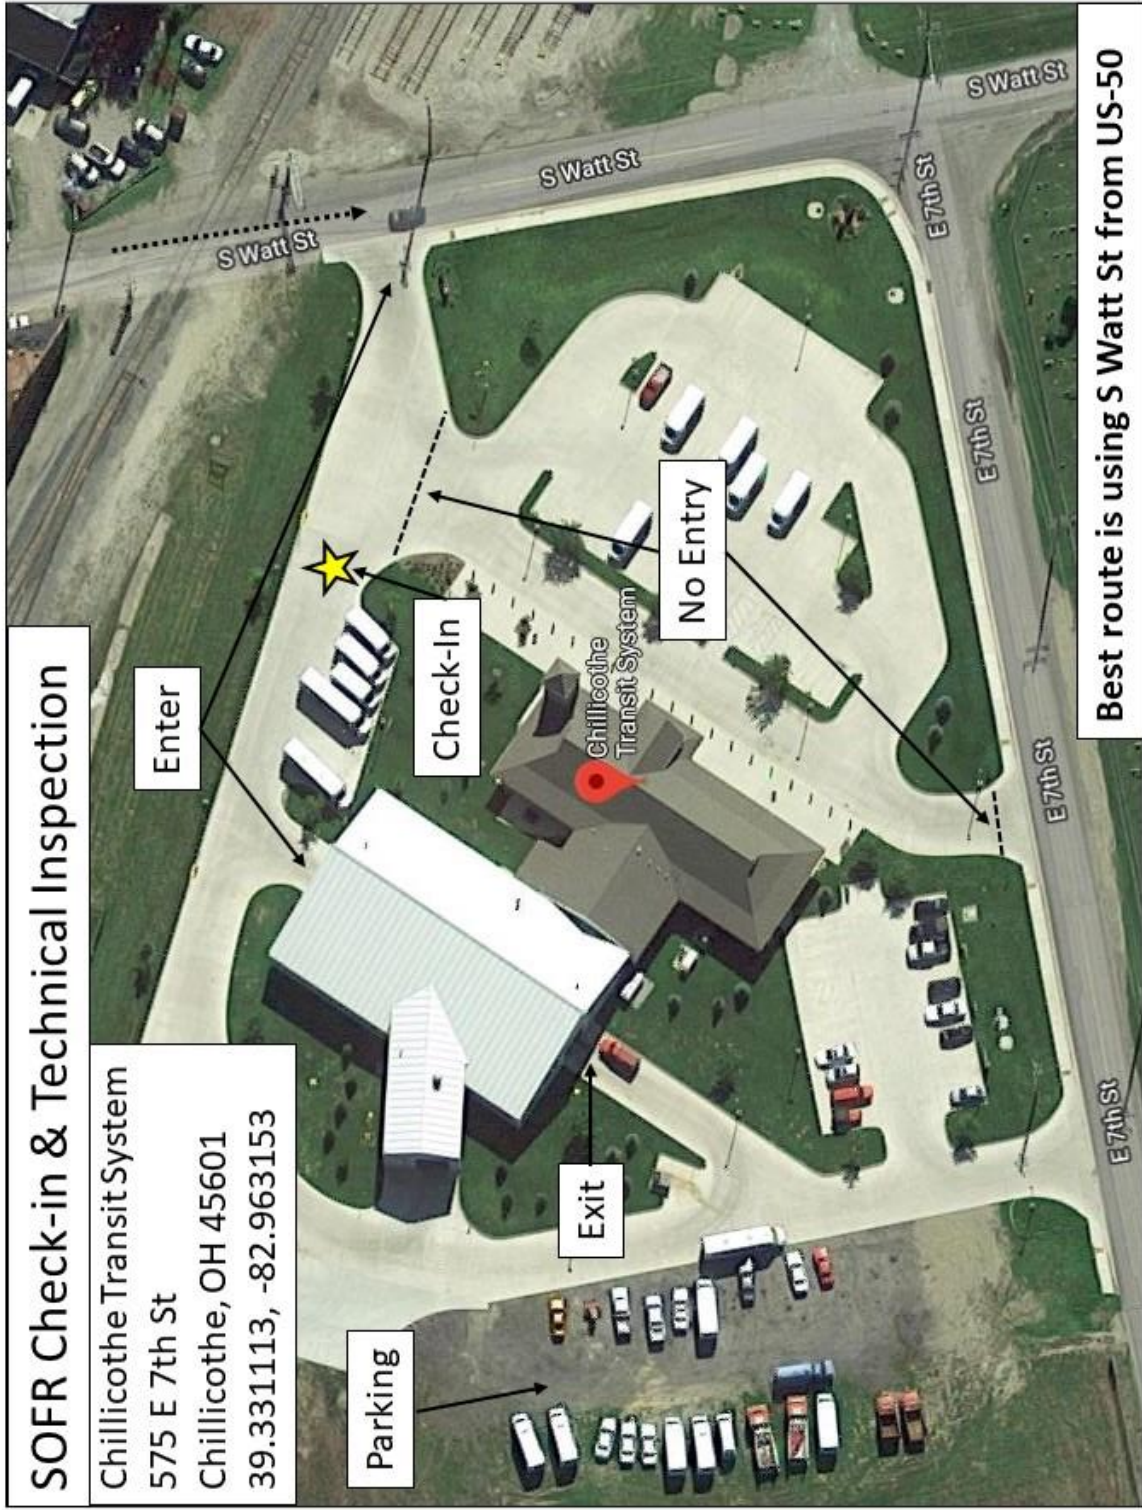 SOFR Check-in & Technical Inspection
Chillicothe Transit System
575 E 7th St
Chillicothe, OH 45601
39.331113, -82.963153
Enter
S Watt St
S Watt St
S Watt St
Check-In
Parking
Exit
Chillicothe
Transit System
No Entry
E 7th St
E 7th St
E 7th St
E 7th St
Best route is using S Watt St from US-50